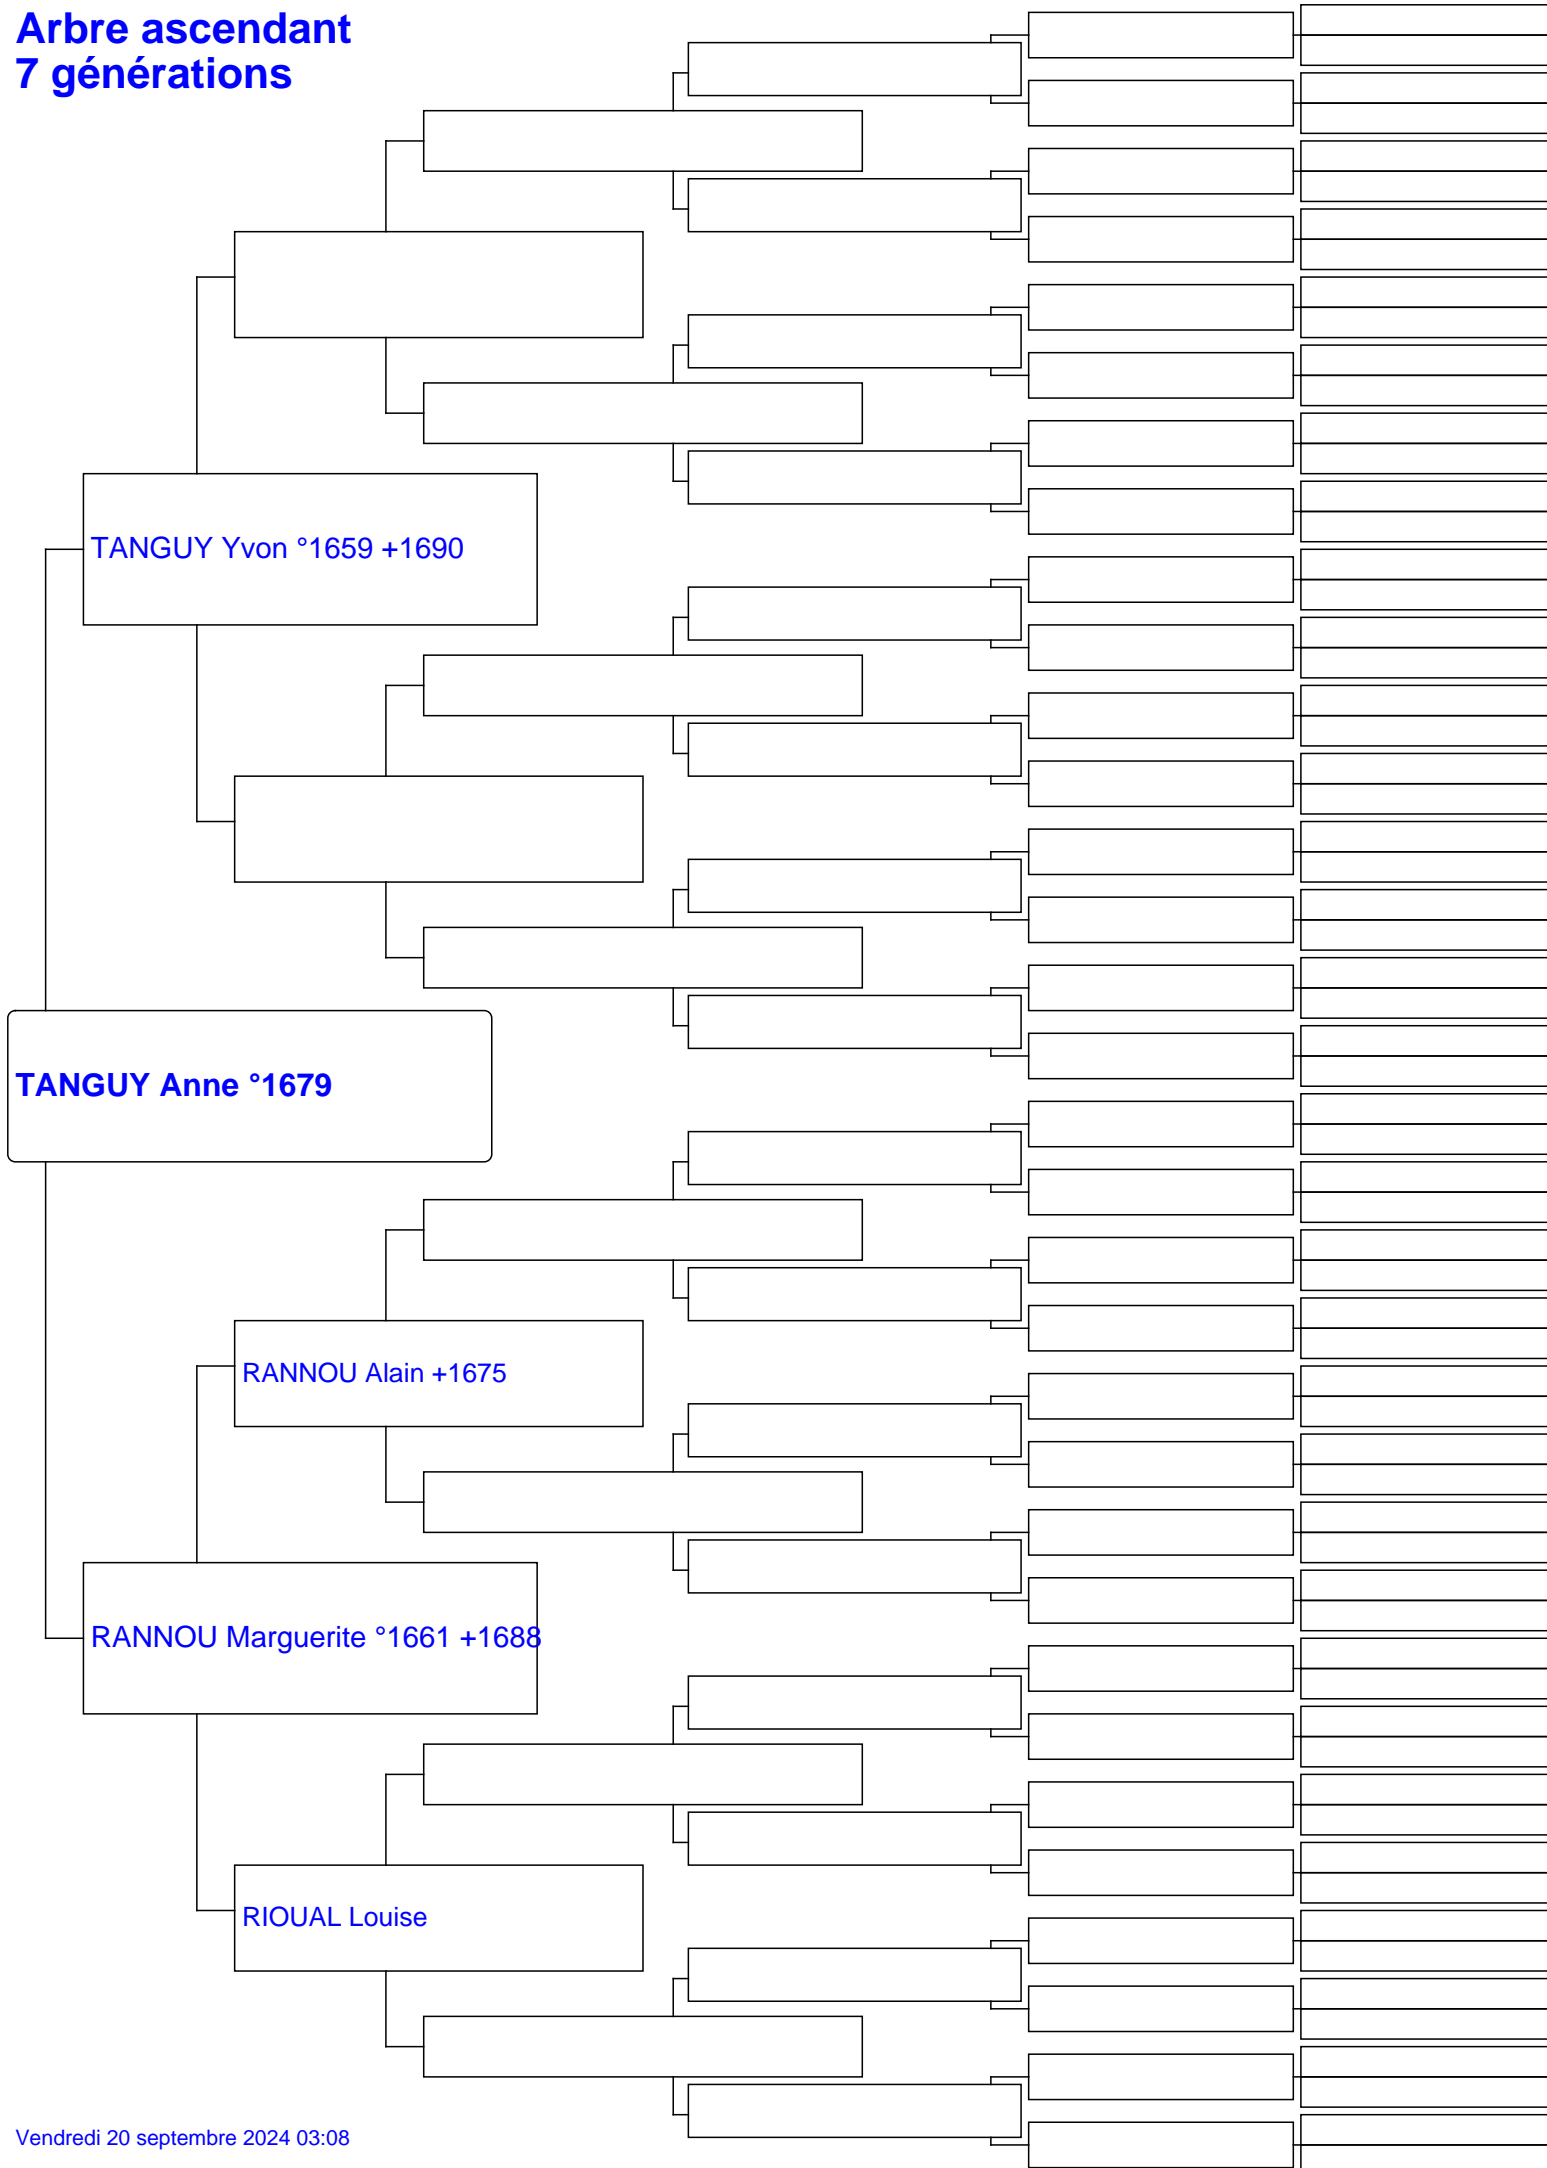 Arbre ascendant
7 générations
TANGUY Yvon °1659 +1690
TANGUY Anne °1679
RANNOU Alain +1675
RANNOU Marguerite °1661 +1688
RIOUAL Louise
Vendredi 20 septembre 2024 03:08